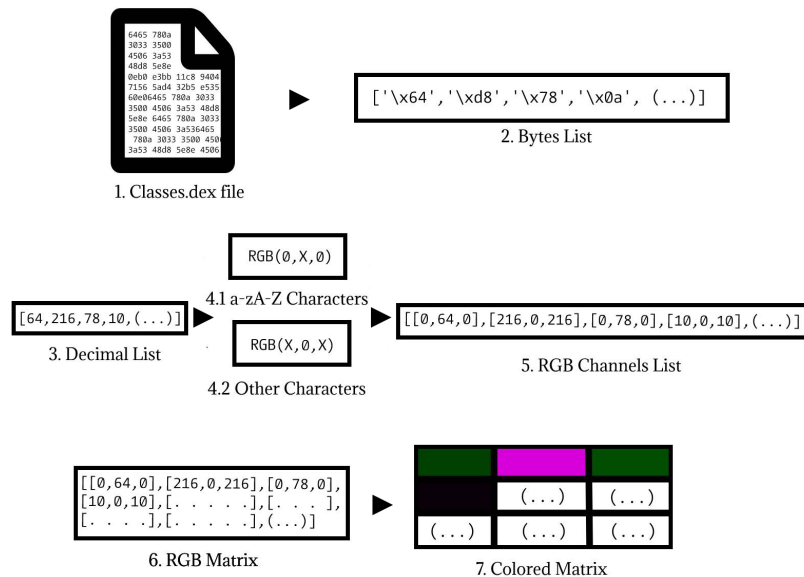 6465 780a
3033 3500
4506 3a53
48d8 5e8e
0eb0 e3bb 11c8 9404
7156 5ad4 32b5 e535
60e06465 780a 3033
3500 4506 3a53 48d8
5e8e 6465 780a 3033
3500 4506 3a536465
780a 3033 3500 450
3a53 48d8 5e8e 4506
1. Classes.dex file
['\x64','\xd8','\x78','\x0a', (...)]
2. Bytes List
[64,216,78,10,(...)]
3. Decimal List
RGB(0,X,0)
4.1 a-zA-Z Characters
RGB(X,0,X)
4.2 Other Characters
[[0,64,0],[216,0,216],[0,78,0],[10,0,10],(...)]
5. RGB Channels List
[[0,64,0],[216,0,216],[0,78,0],
[10,0,10],[. . . . .],[. . . ],
[. . . .],[. . . . .],(...)]
6. RGB Matrix
(...) (...)
(...) (...) (...)
7. Colored Matrix